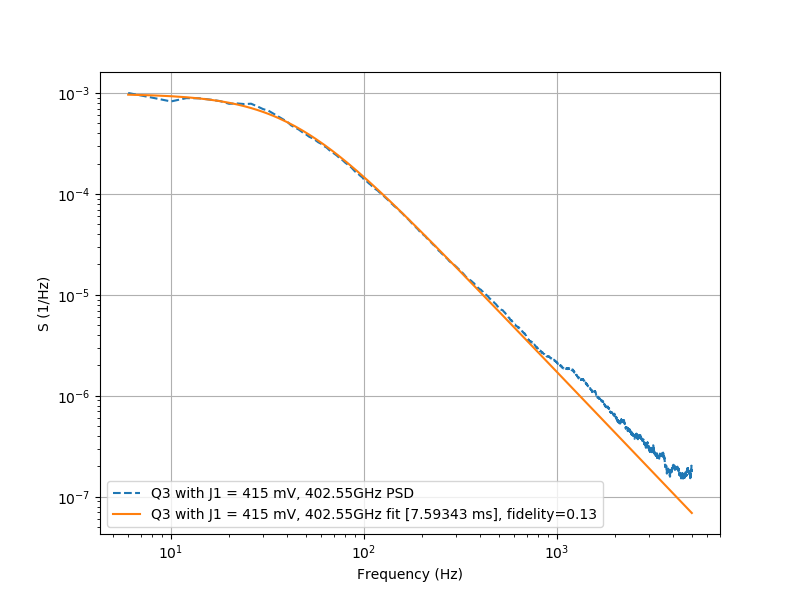 10⁻³
10⁻⁴
10⁻⁵
10⁻⁶
10⁻⁷
S (1/Hz)
Q3 with J1 = 415 mV, 402.55GHz PSD
Q3 with J1 = 415 mV, 402.55GHz fit [7.59343 ms], fidelity=0.13
10¹ 10² 10³
Frequency (Hz)